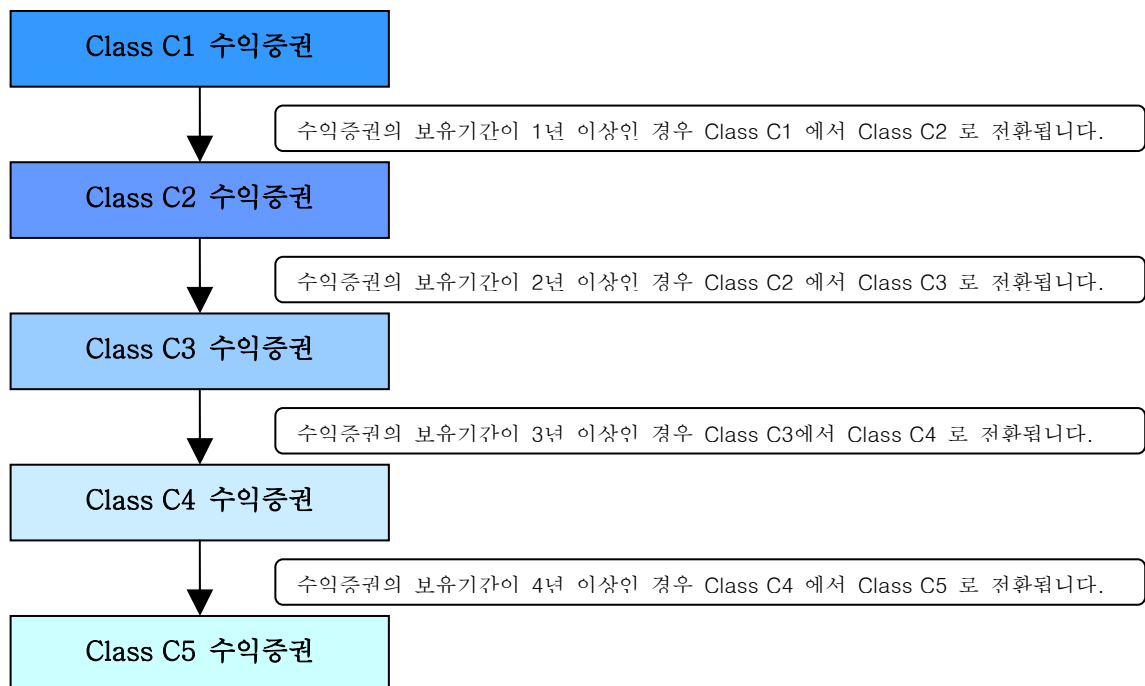 Class C1 수익증권
수익증권의 보유기간이 1년 이상인 경우 Class C1 에서 Class C2 로 전환됩니다.
Class C2 수익증권
수익증권의 보유기간이 2년 이상인 경우 Class C2 에서 Class C3 로 전환됩니다.
Class C3 수익증권
수익증권의 보유기간이 3년 이상인 경우 Class C3에서 Class C4 로 전환됩니다.
Class C4 수익증권
수익증권의 보유기간이 4년 이상인 경우 Class C4 에서 Class C5 로 전환됩니다.
Class C5 수익증권